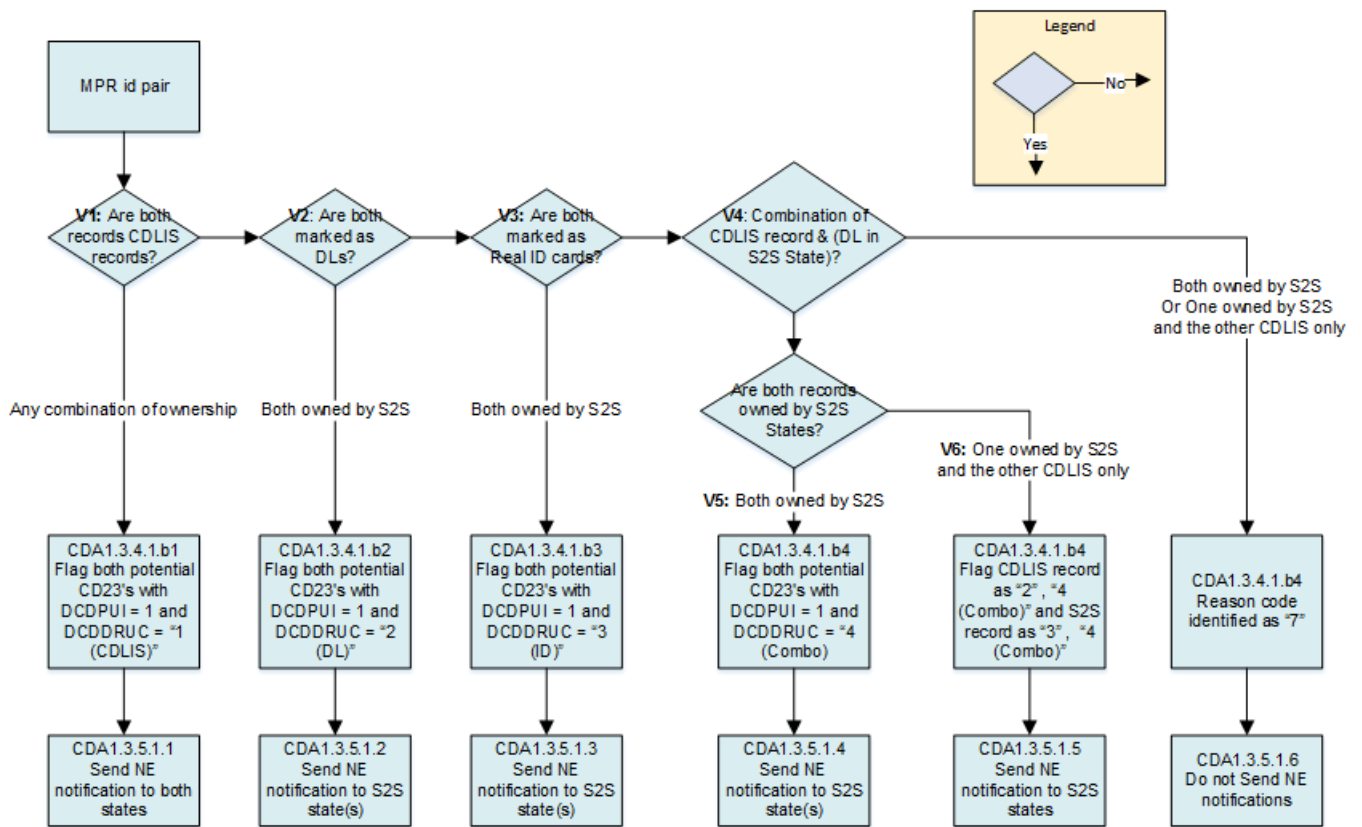 Legend
No
Yes
MPR id pair
V1: Are both
records CDLIS
records?
V2: Are both
marked as
DLs?
V3: Are both
marked as
Real ID cards?
V4: Combination of
CDLIS record & (DL in
S2S State)?
Both owned by S2S
Or One owned by S2S
and the other CDLIS only
Are both records
owned by S2S
States?
Any combination of ownership
Both owned by S2S
Both owned by S2S
V6: One owned by S2S
and the other CDLIS only
V5: Both owned by S2S
CDA1.3.4.1.b1
Flag both potential
CD23's with
DCDPUI = 1 and
DCDDRUC = “1
(CDLIS)”
CDA1.3.4.1.b2
Flag both potential
CD23's with
DCDPUI = 1 and
DCDDRUC = “2
(DL)”
CDA1.3.4.1.b3
Flag both potential
CD23's with
DCDPUI = 1 and
DCDDRUC = “3
(ID)”
CDA1.3.4.1.b4
Flag both potential
CD23's with
DCDPUI = 1 and
DCDDRUC = “4
(Combo)
CDA1.3.4.1.b4
Flag CDLIS record
as “2” , “4
(Combo)” and S2S
record as “3” , “4
(Combo)”
CDA1.3.4.1.b4
Reason code
identified as “7”
CDA1.3.5.1.1
Send NE
notification to both
states
CDA1.3.5.1.2
Send NE
notification to S2S
state(s)
CDA1.3.5.1.3
Send NE
notification to S2S
state(s)
CDA1.3.5.1.4
Send NE
notification to S2S
state(s)
CDA1.3.5.1.5
Send NE
notification to S2S
states
CDA1.3.5.1.6
Do not Send NE
notifications